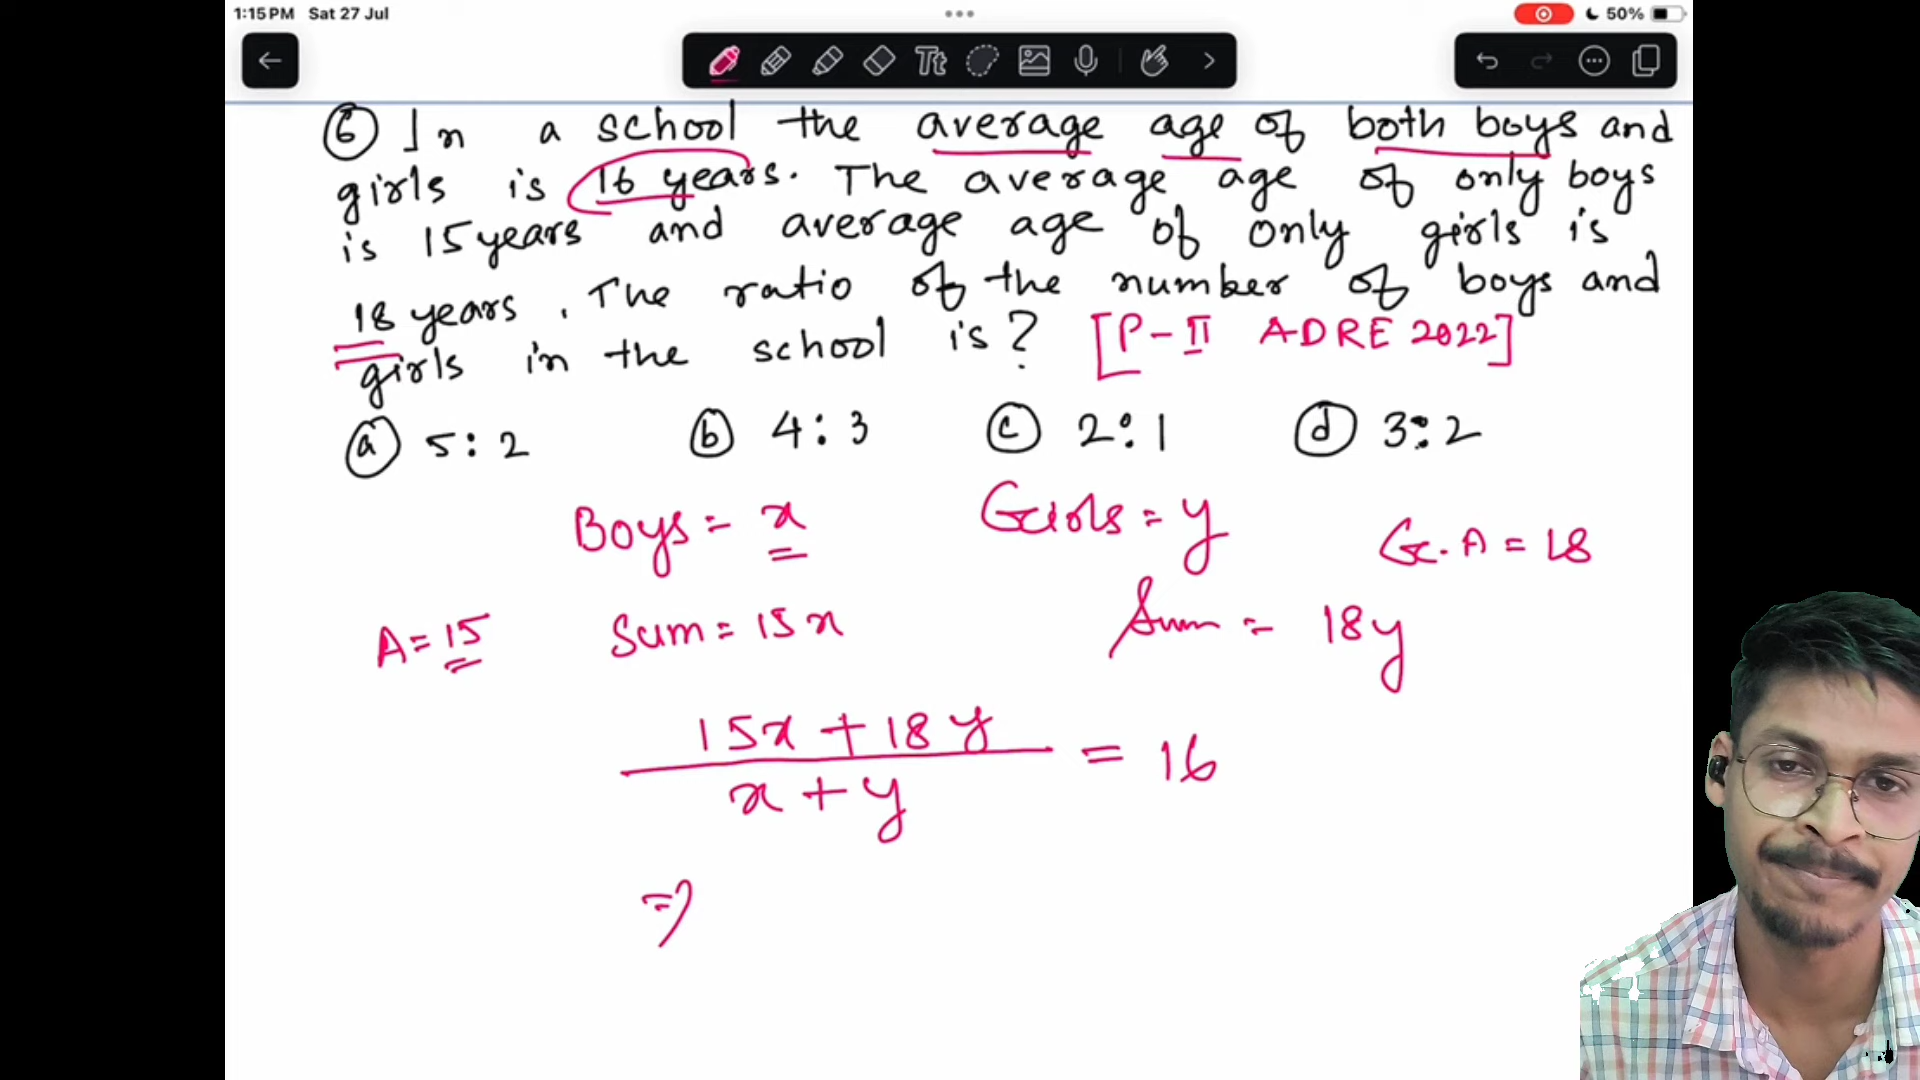 1:15 PM Sat 27 Jul
50%
Tt
6 In a school the average age of both boys and
girls is 16 years. The average age of only boys
is 15 years and average age of only girls is
18 years. The ratio of the number of boys and
girls in the school is? [P-II ADRE 2022]
a 5:2 b 4:3 c 2:1 d 3:2
Boys = x Girls = y G.A = 18
A = 15 Sum = 15x Sum = 18y
15x + 18y
x + y
= 16
⇒